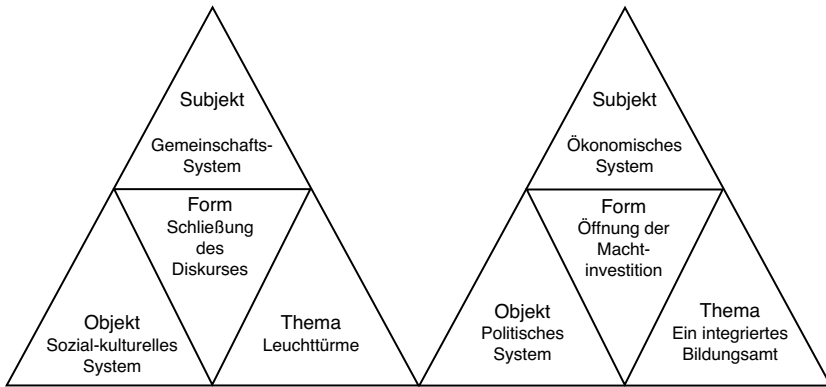 Subjekt
Gemeinschafts-
System
Form
Schließung
des
Diskurses
Objekt
Sozial-kulturelles
System
Thema
Leuchttürme
Subjekt
Ökonomisches
System
Form
Öffnung der
Macht-
investition
Objekt
Politisches
System
Thema
Ein integriertes
Bildungsamt